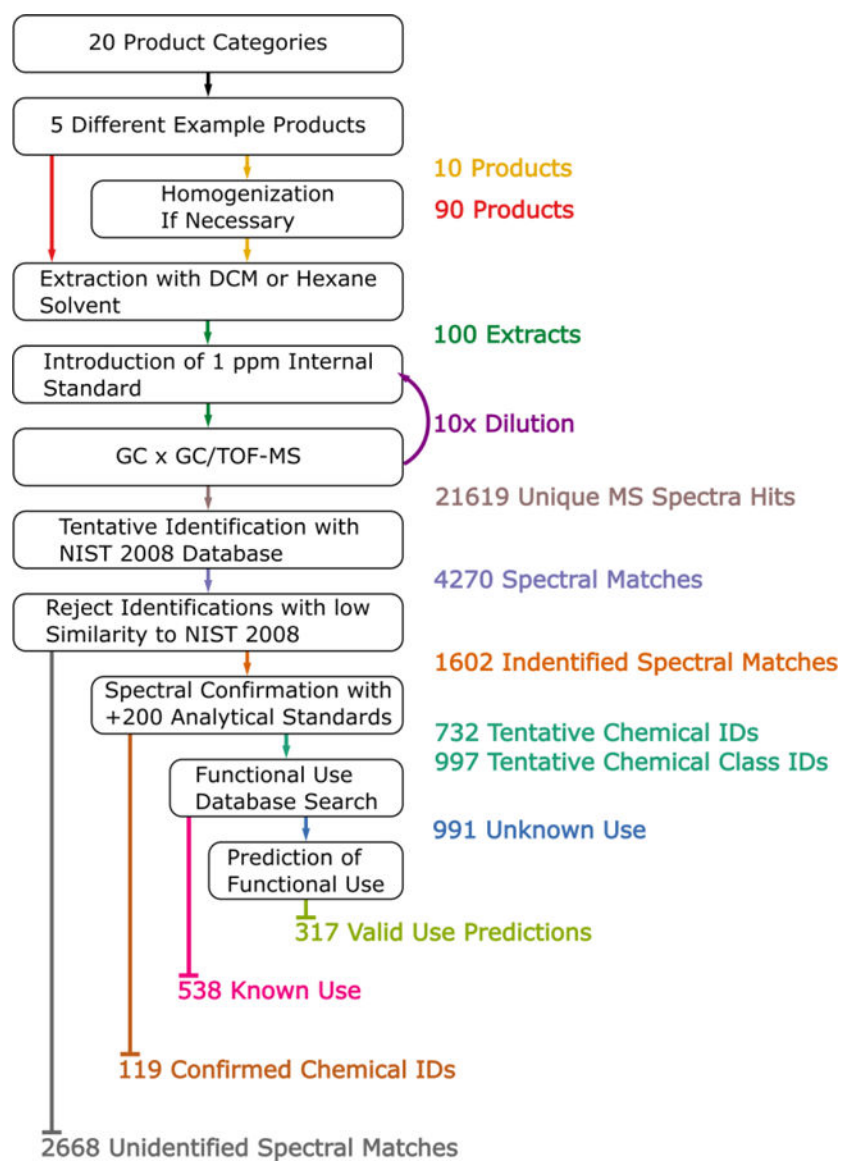 20 Product Categories
5 Different Example Products
10 Products
Homogenization
If Necessary
90 Products
Extraction with DCM or Hexane
Solvent
100 Extracts
Introduction of 1 ppm Internal
Standard
10x Dilution
GC x GC/TOF-MS
21619 Unique MS Spectra Hits
Tentative Identification with
NIST 2008 Database
4270 Spectral Matches
Reject Identifications with low
Similarity to NIST 2008
1602 Indentified Spectral Matches
Spectral Confirmation with
+200 Analytical Standards
732 Tentative Chemical IDs
997 Tentative Chemical Class IDs
Functional Use
Database Search
991 Unknown Use
Prediction of
Functional Use
317 Valid Use Predictions
538 Known Use
119 Confirmed Chemical IDs
2668 Unidentified Spectral Matches